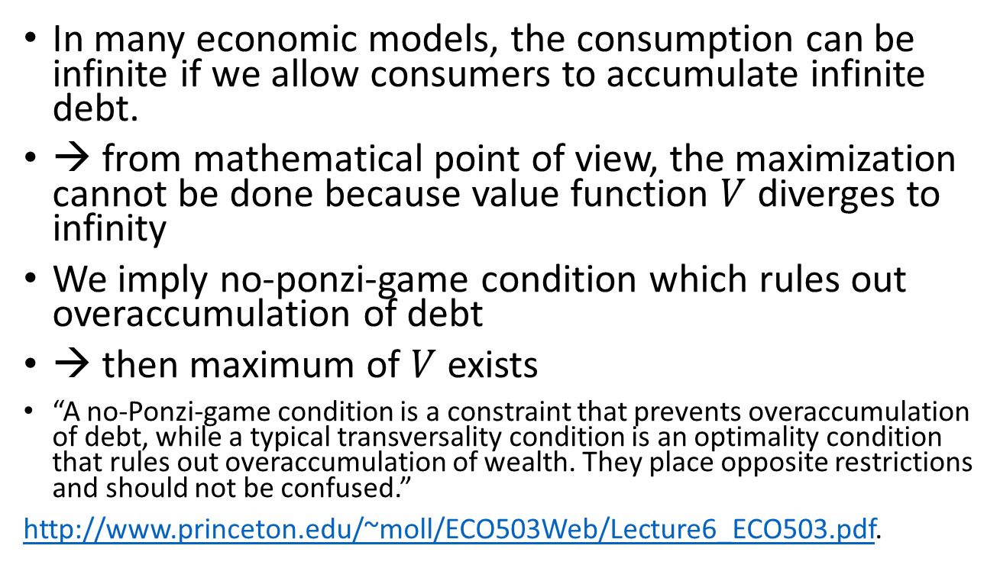 • In many economic models, the consumption can be
infinite if we allow consumers to accumulate infinite
debt.
• → from mathematical point of view, the maximization
cannot be done because value function V diverges to
infinity
• We imply no-ponzi-game condition which rules out
overaccumulation of debt
• → then maximum of V exists
• “A no-Ponzi-game condition is a constraint that prevents overaccumulation
of debt, while a typical transversality condition is an optimality condition
that rules out overaccumulation of wealth. They place opposite restrictions
and should not be confused.”
http://www.princeton.edu/~moll/ECO503Web/Lecture6_ECO503.pdf.